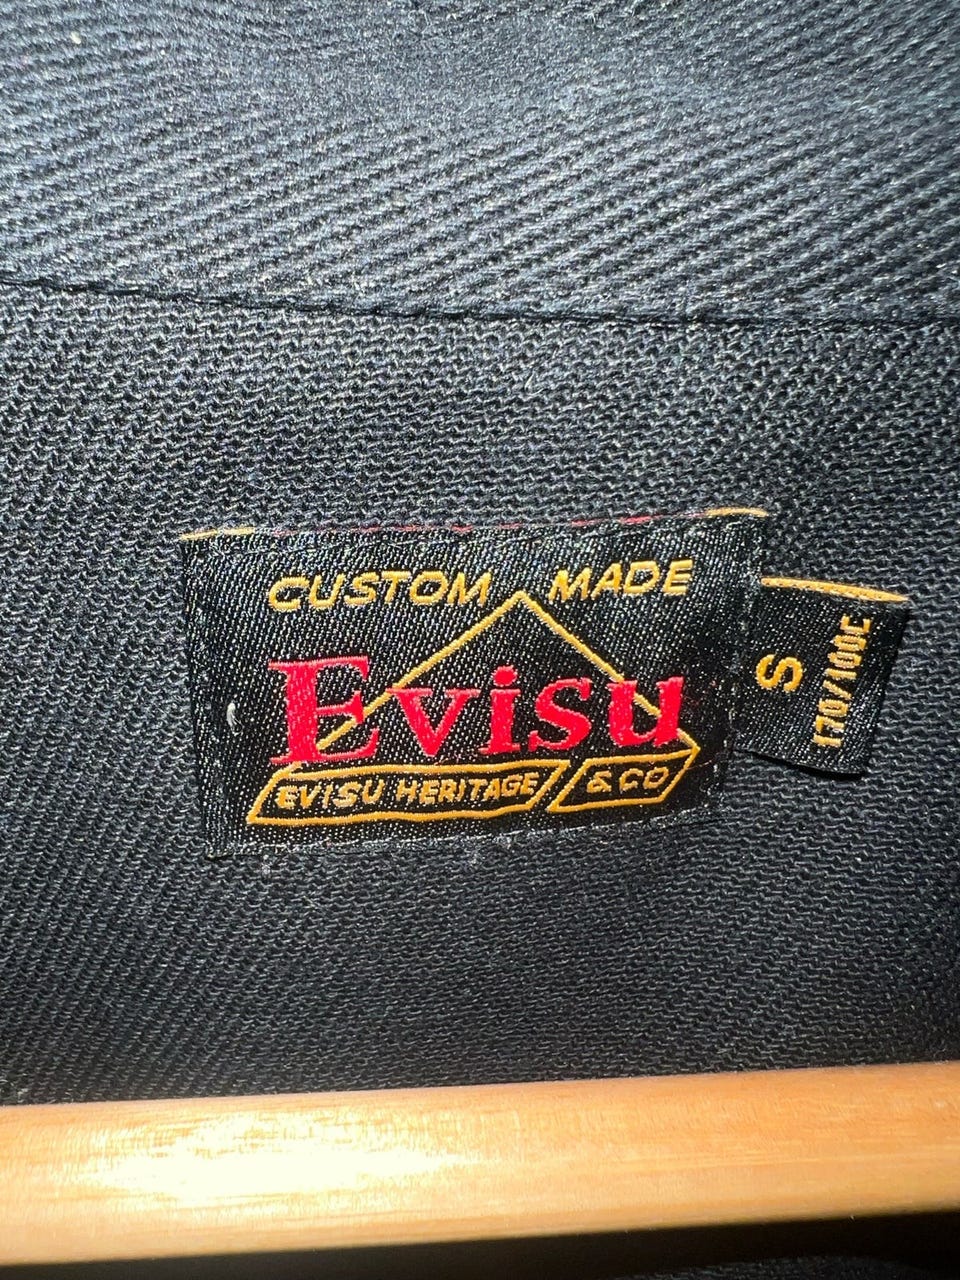 CUSTOM MADE
Evisu
EVISU HERITAGE & CO
S
170/100E